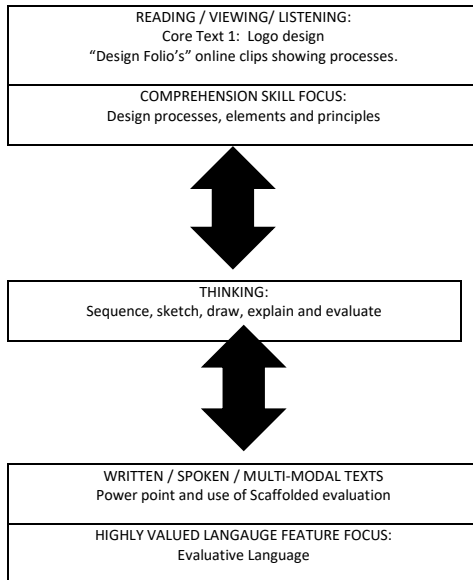 READING / VIEWING/ LISTENING:
Core Text 1:  Logo design
“Design Folio’s” online clips showing processes.
COMPREHENSION SKILL FOCUS:
Design processes, elements and principles
THINKING:
Sequence, sketch, draw, explain and evaluate
WRITTEN / SPOKEN / MULTI-MODAL TEXTS
Power point and use of Scaffolded evaluation
HIGHLY VALUED LANGAUGE FEATURE FOCUS:
Evaluative Language